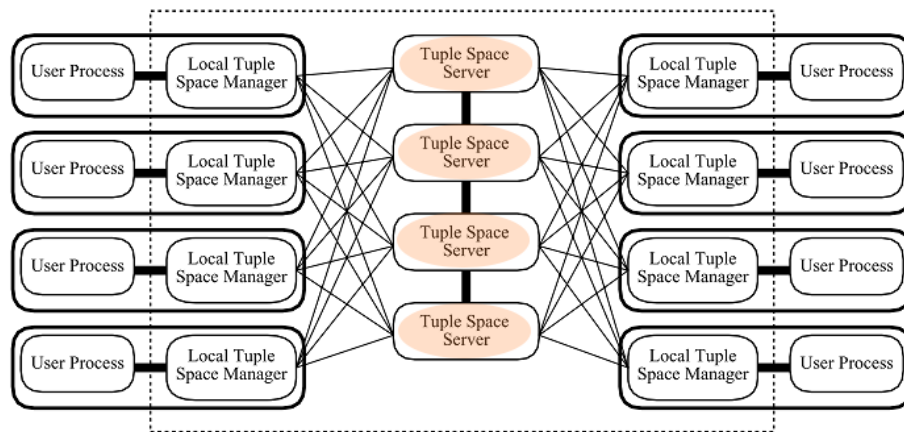 User Process
Local Tuple
Space Manager
Tuple Space
Server
Local Tuple
Space Manager
User Process
User Process
Local Tuple
Space Manager
Tuple Space
Server
Local Tuple
Space Manager
User Process
User Process
Local Tuple
Space Manager
Tuple Space
Server
Local Tuple
Space Manager
User Process
User Process
Local Tuple
Space Manager
Tuple Space
Server
Local Tuple
Space Manager
User Process